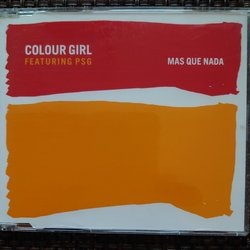 COLOUR GIRL
FEATURING PSG
MAS QUE NADA